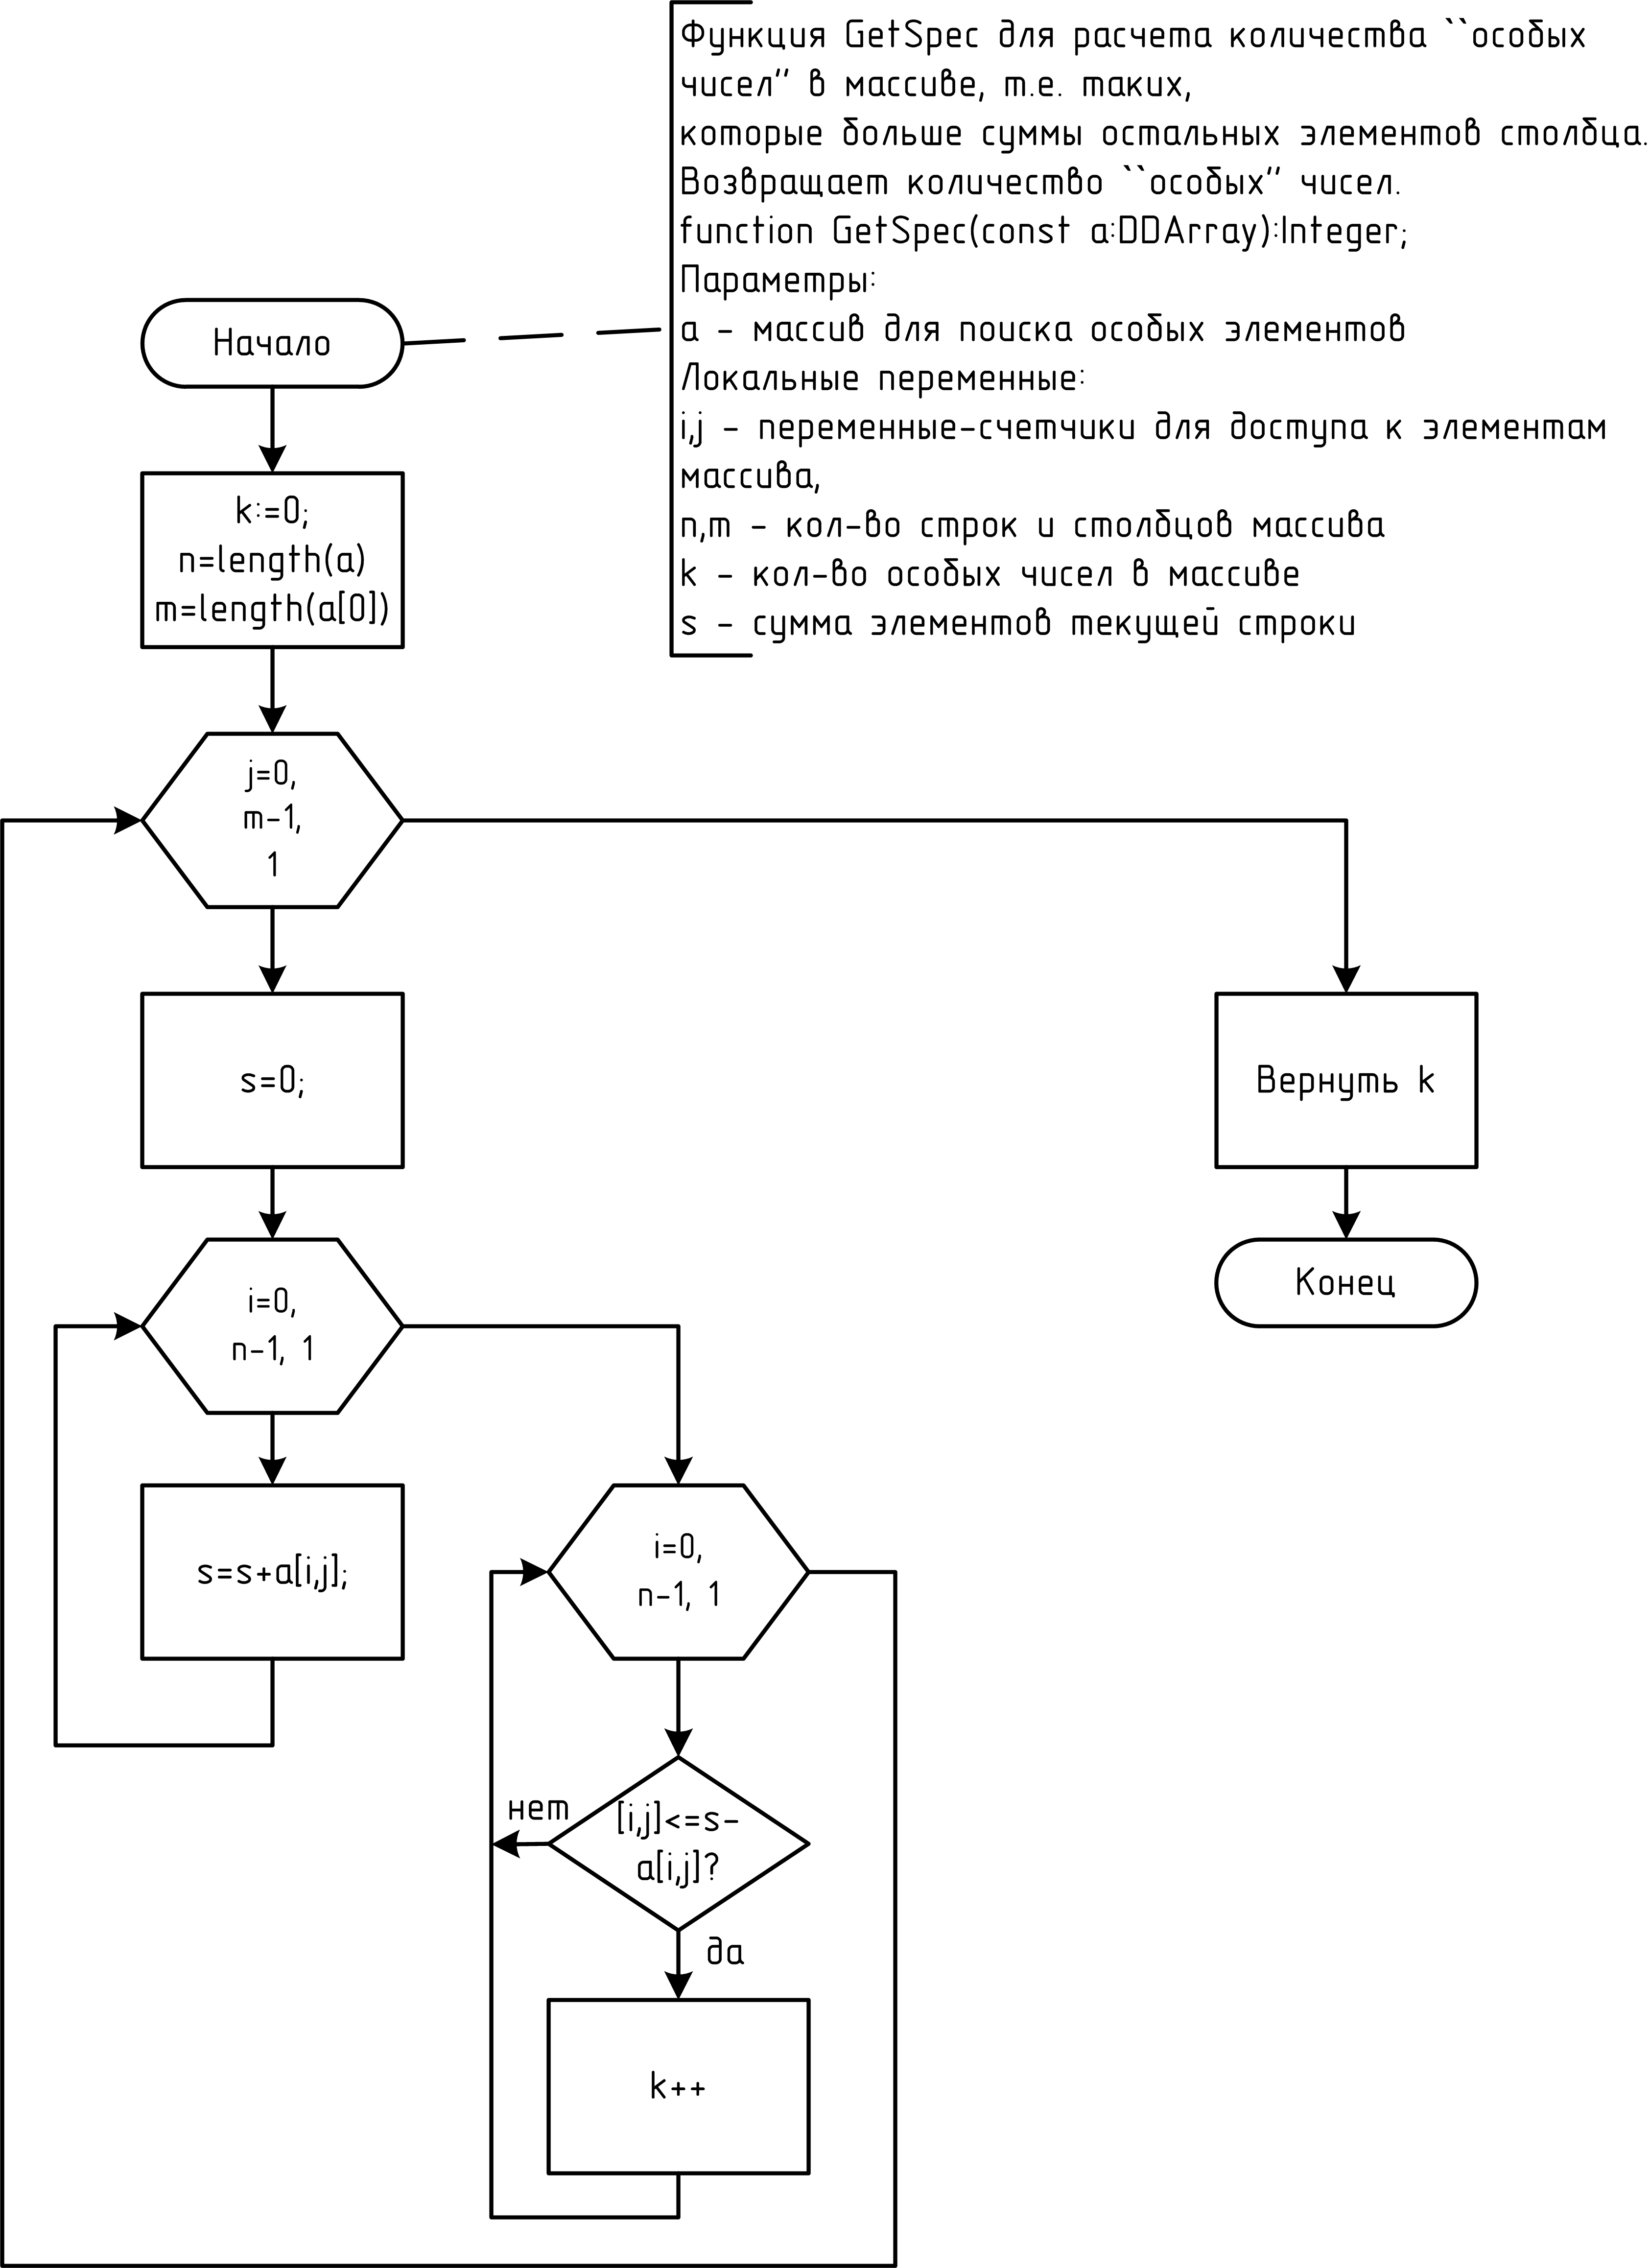 Функция GetSpec для расчета количества ``особых
чисел'' в массиве, т.е. таких,
которые больше суммы остальных элементов столбца.
Возвращает количество ``особых'' чисел.
function GetSpec(const a:DDArray):Integer;
Параметры:
a - массив для поиска особых элементов
Локальные переменные:
i,j - переменные-счетчики для доступа к элементам
массива,
n,m - кол-во строк и столбцов массива
k - кол-во особых чисел в массиве
s - сумма элементов текущей строки
Начало
k:=0;
n=length(a)
m=length(a[0])
j=0,
m-1,
1
s=0;
Вернуть k
Конец
i=0,
n-1, 1
s=s+a[i,j];
i=0,
n-1, 1
нет
[i,j]<=s-
a[i,j]?
да
k++